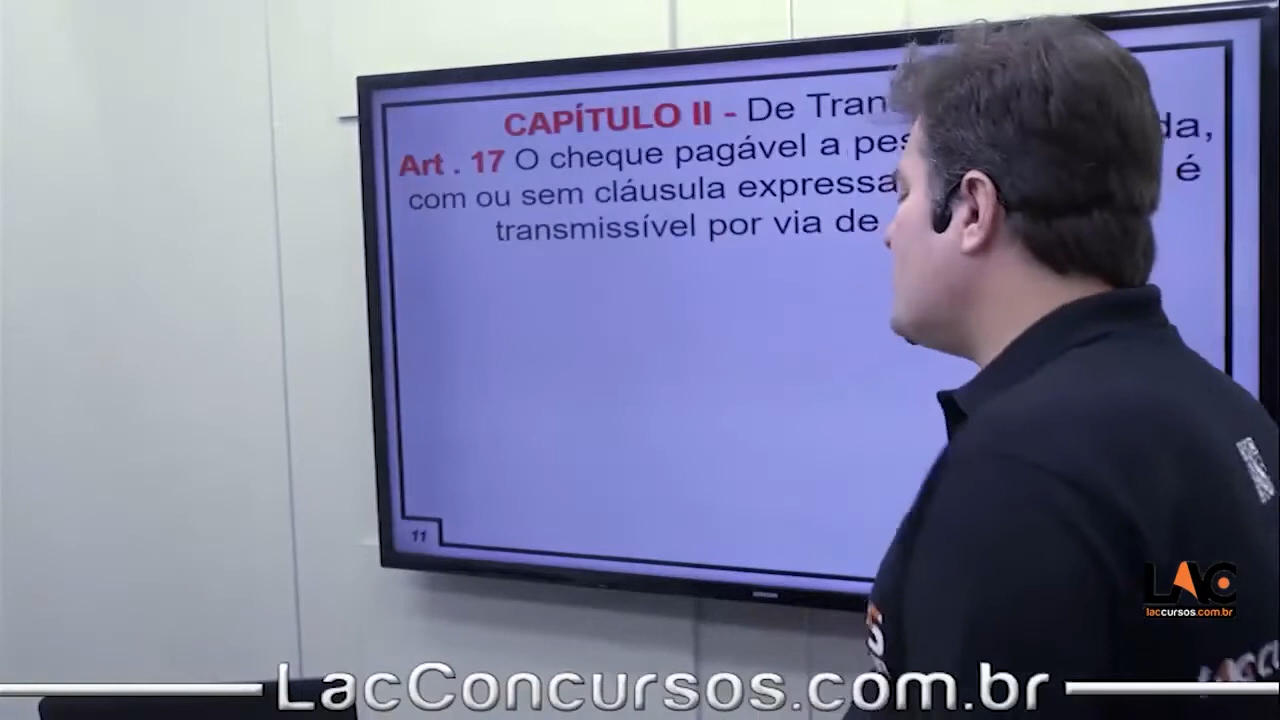 CAPÍTULO II - De Tran
Art . 17 O cheque pagável a pes da,
com ou sem cláusula expressa é
transmissível por via de
11
LAC
laccursos.com.br
LacConcursos.com.br